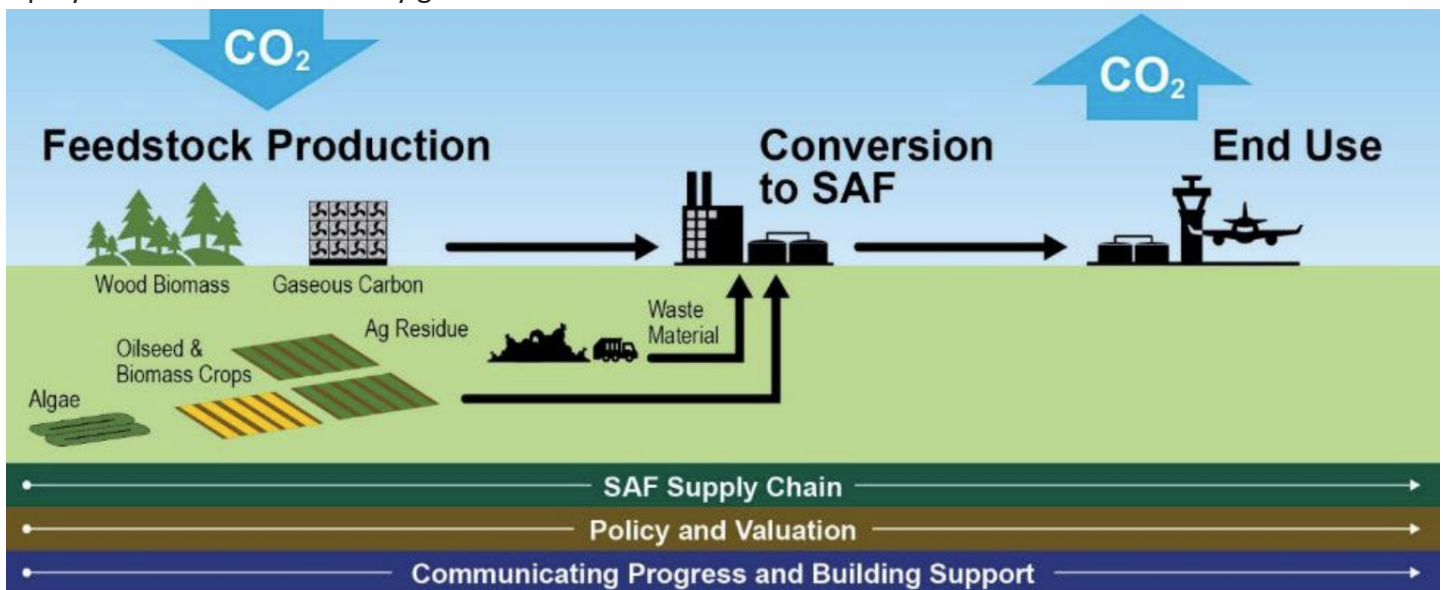 CO₂
CO₂
Feedstock Production
Conversion
to SAF
End Use
Wood Biomass
Gaseous Carbon
Ag Residue
Waste
Material
Oilseed &
Biomass Crops
Algae
SAF Supply Chain
Policy and Valuation
Communicating Progress and Building Support